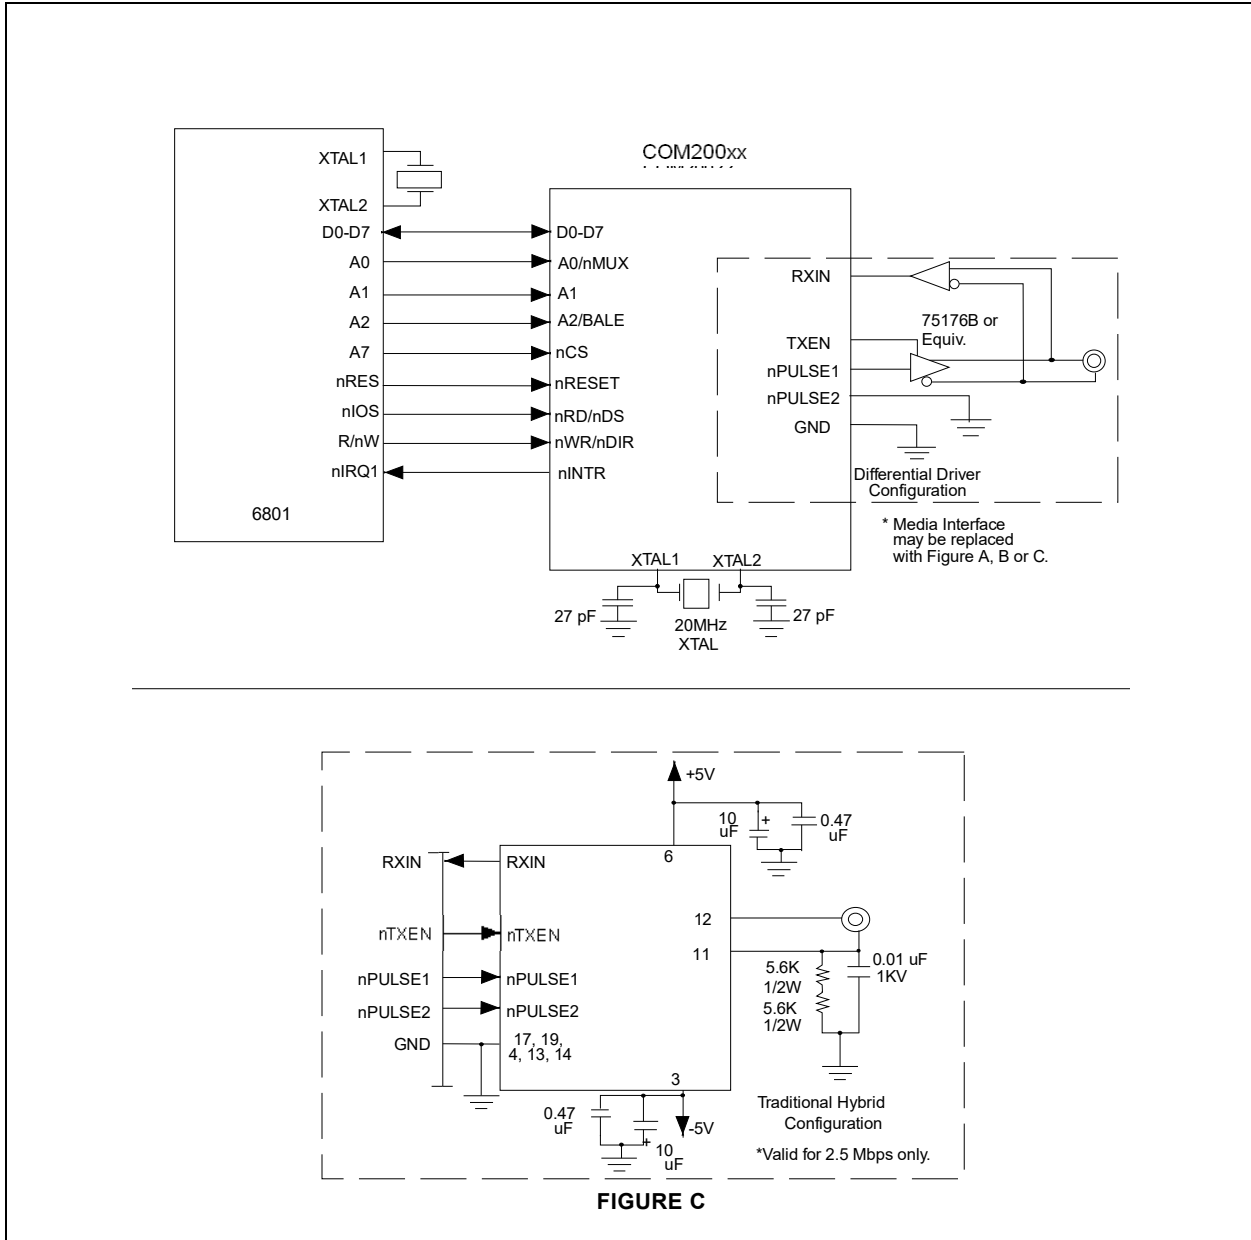 COM200xx
XTAL1
XTAL2
D0-D7
A0
A1
A2
A7
nRES
nIOS
R/nW
nIRQ1
6801
D0-D7
A0/nMUX
A1
A2/BALE
nCS
nRESET
nRD/nDS
nWR/nDIR
nINTR
RXIN
TXEN
nPULSE1
nPULSE2
GND
75176B or
Equiv.
Differential Driver
Configuration
* Media Interface
may be replaced
with Figure A, B or C.
XTAL1
XTAL2
27 pF
20MHz
XTAL
27 pF
+5V
10
uF
+
0.47
uF
6
RXIN
RXIN
nTXEN
nTXEN
nPULSE1
nPULSE1
nPULSE2
nPULSE2
GND
17, 19,
4, 13, 14
12
11
5.6K
1/2W
5.6K
1/2W
0.01 uF
1KV
3
0.47
uF
+
10
uF
-5V
Traditional Hybrid
Configuration
*Valid for 2.5 Mbps only.
FIGURE C